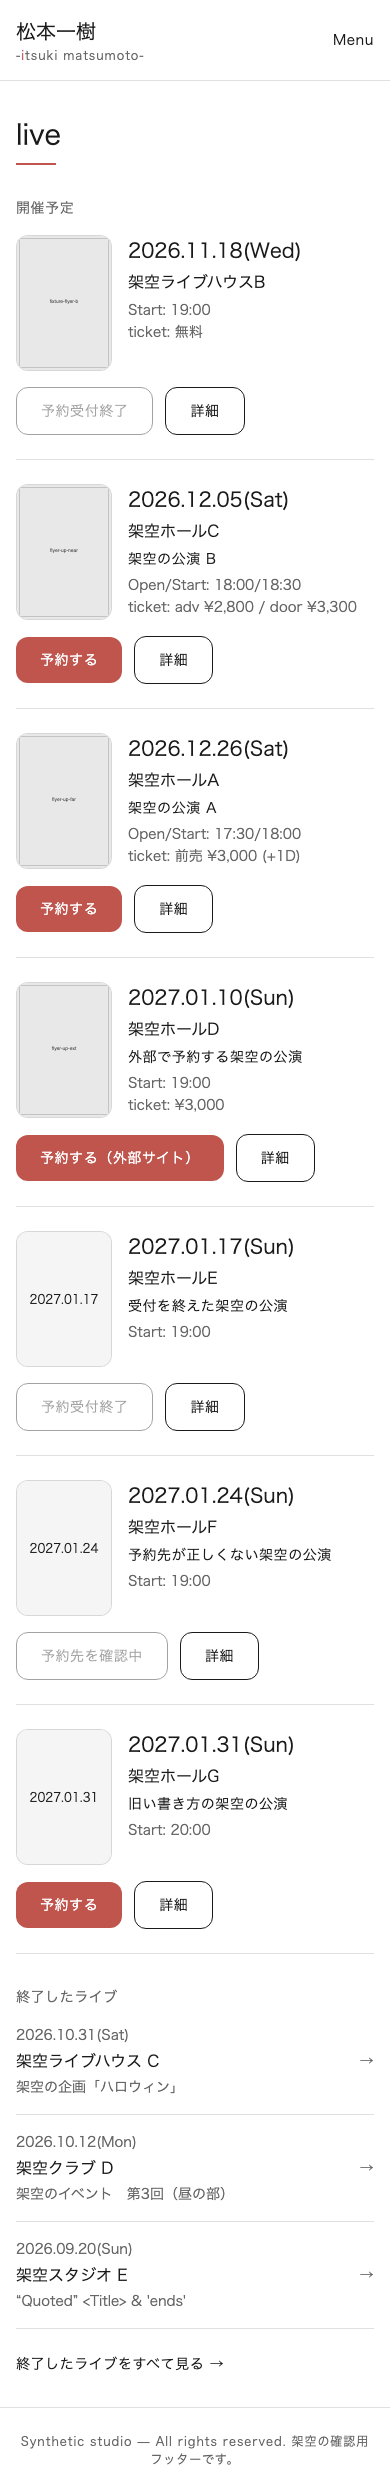 松本一樹
-itsuki matsumoto-
Menu
live
開催予定
fixture-flyer-b
2026.11.18(Wed)
架空ライブハウスB
Start: 19:00
ticket: 無料
予約受付終了
詳細
flyer-up-near
2026.12.05(Sat)
架空ホールC
架空の公演 B
Open/Start: 18:00/18:30
ticket: adv ¥2,800 / door ¥3,300
予約する
詳細
flyer-up-far
2026.12.26(Sat)
架空ホールA
架空の公演 A
Open/Start: 17:30/18:00
ticket: 前売 ¥3,000 (+1D)
予約する
詳細
flyer-up-ext
2027.01.10(Sun)
架空ホールD
外部で予約する架空の公演
Start: 19:00
ticket: ¥3,000
予約する（外部サイト）
詳細
2027.01.17
2027.01.17(Sun)
架空ホールE
受付を終えた架空の公演
Start: 19:00
予約受付終了
詳細
2027.01.24
2027.01.24(Sun)
架空ホールF
予約先が正しくない架空の公演
Start: 19:00
予約先を確認中
詳細
2027.01.31
2027.01.31(Sun)
架空ホールG
旧い書き方の架空の公演
Start: 20:00
予約する
詳細
終了したライブ
2026.10.31(Sat)
架空ライブハウス C
→
架空の企画「ハロウィン」
2026.10.12(Mon)
架空クラブ D
→
架空のイベント　第3回（昼の部）
2026.09.20(Sun)
架空スタジオ E
→
“Quoted” <Title> & 'ends'
終了したライブをすべて見る →
Synthetic studio — All rights reserved. 架空の確認用
フッターです。